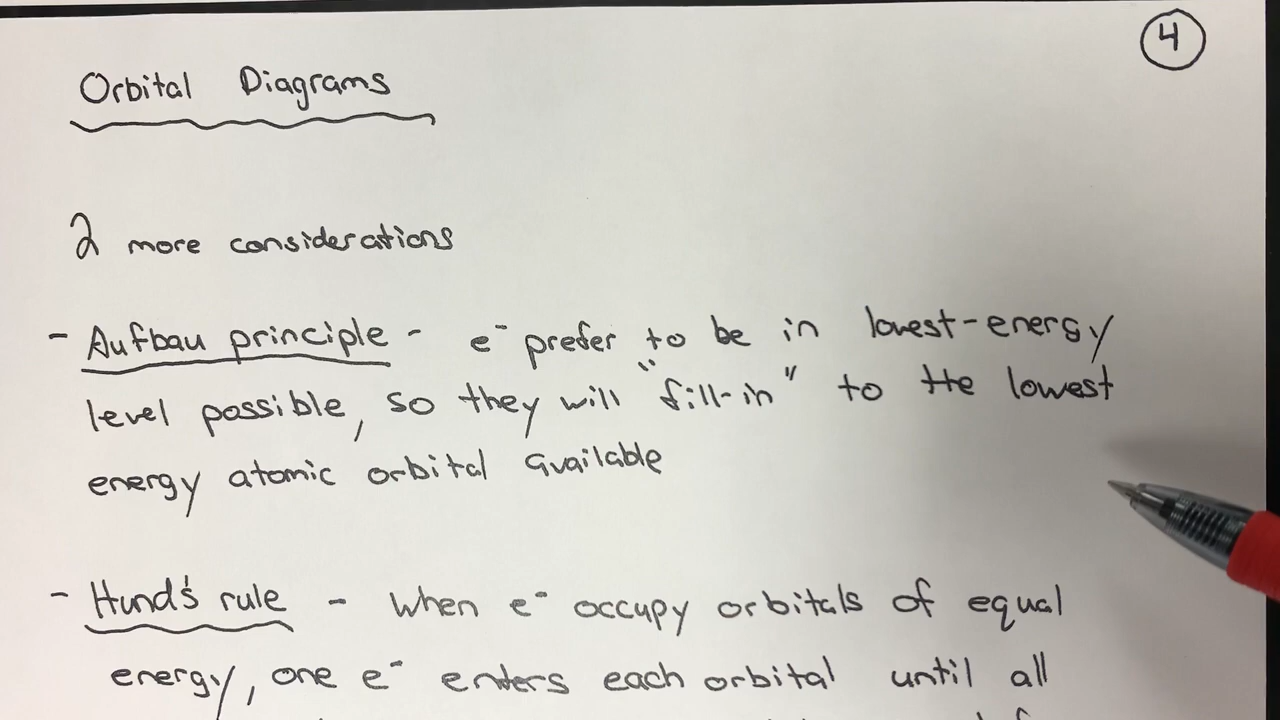 4
Orbital Diagrams
2 more considerations
- Aufbau principle - e⁻ prefer to be in lowest-energy
level possible, so they will "fill-in" to the lowest
energy atomic orbital available
- Hund's rule - When e⁻ occupy orbitals of equal
energy, one e⁻ enters each orbital until all